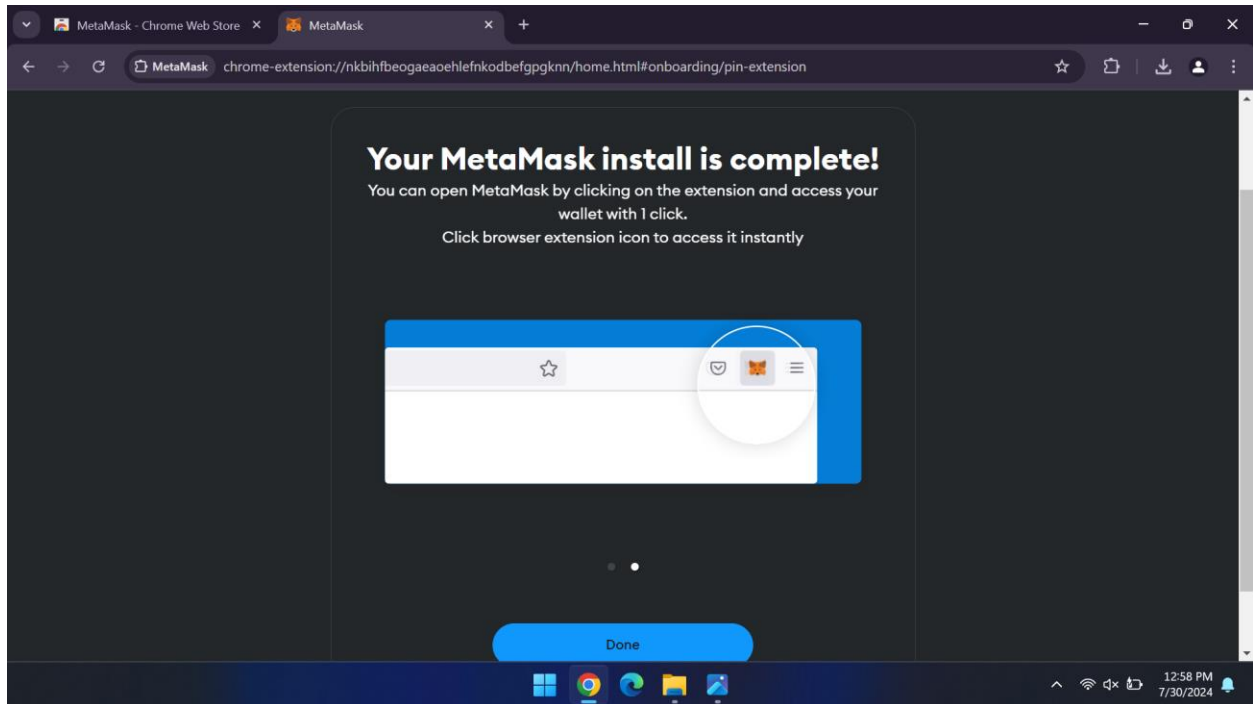 MetaMask - Chrome Web Store
MetaMask
MetaMask chrome-extension://nkbihfbeogaeaoehlefnkodbefgpgknn/home.html#onboarding/pin-extension
Your MetaMask install is complete!
You can open MetaMask by clicking on the extension and access your
wallet with 1 click.
Click browser extension icon to access it instantly
Done
12:58 PM
7/30/2024